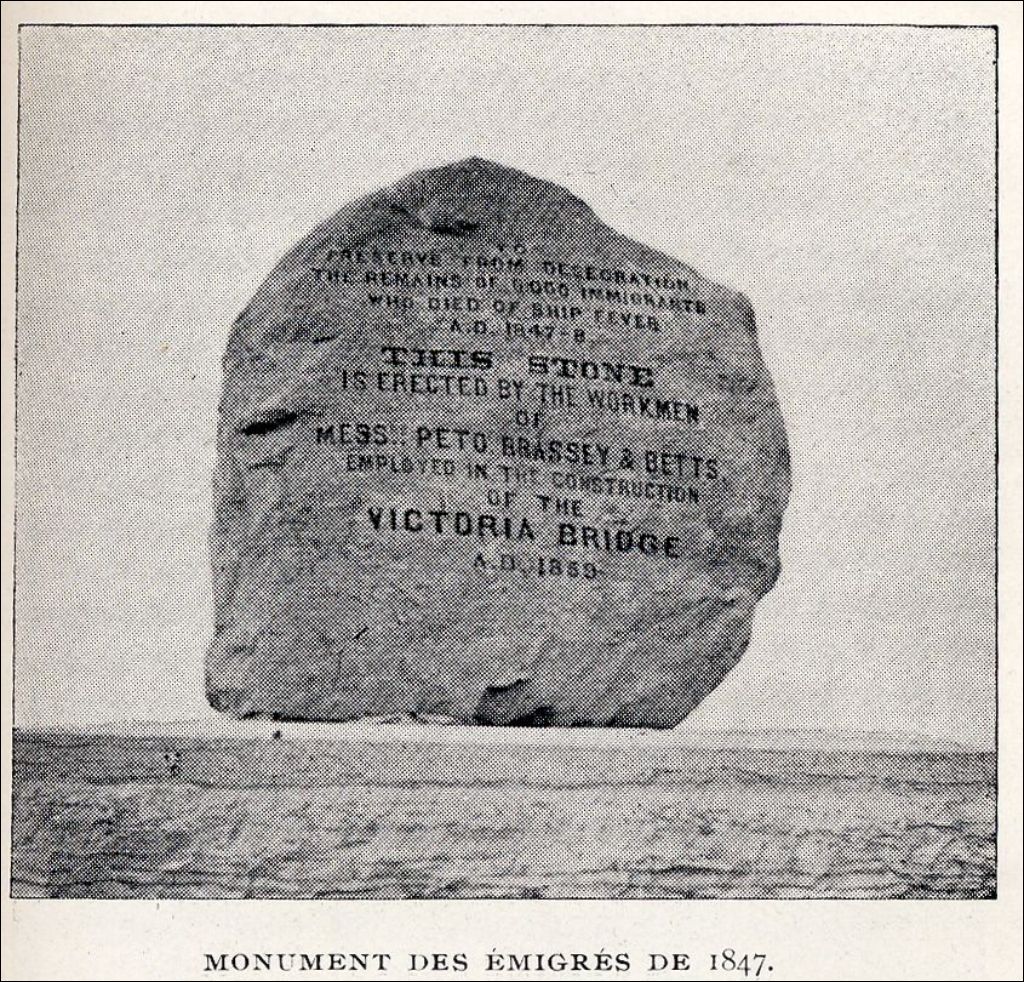 TO
PRESERVE FROM DESECRATION
THE REMAINS OF 6000 IMMIGRANTS
WHO DIED OF SHIP FEVER
A.D. 1847-8.
THIS STONE
IS ERECTED BY THE WORKMEN
OF
MESS.: PETO, BRASSEY & BETTS,
EMPLOYED IN THE CONSTRUCTION
OF THE
VICTORIA BRIDGE
A.D. 1859
MONUMENT DES ÉMIGRÉS DE 1847.